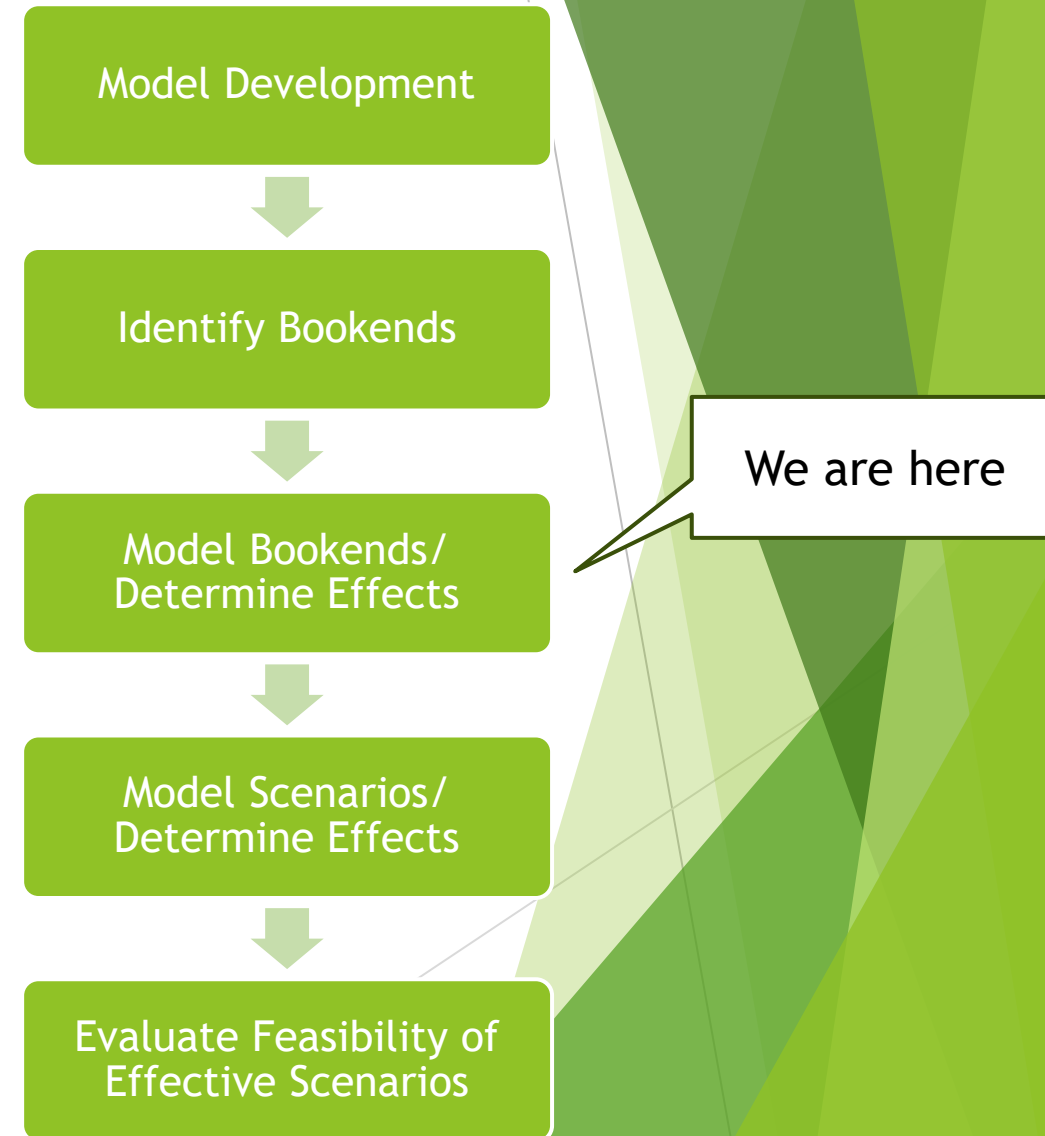 Model Development
Identify Bookends
We are here
Model Bookends/
Determine Effects
Model Scenarios/
Determine Effects
Evaluate Feasibility of
Effective Scenarios